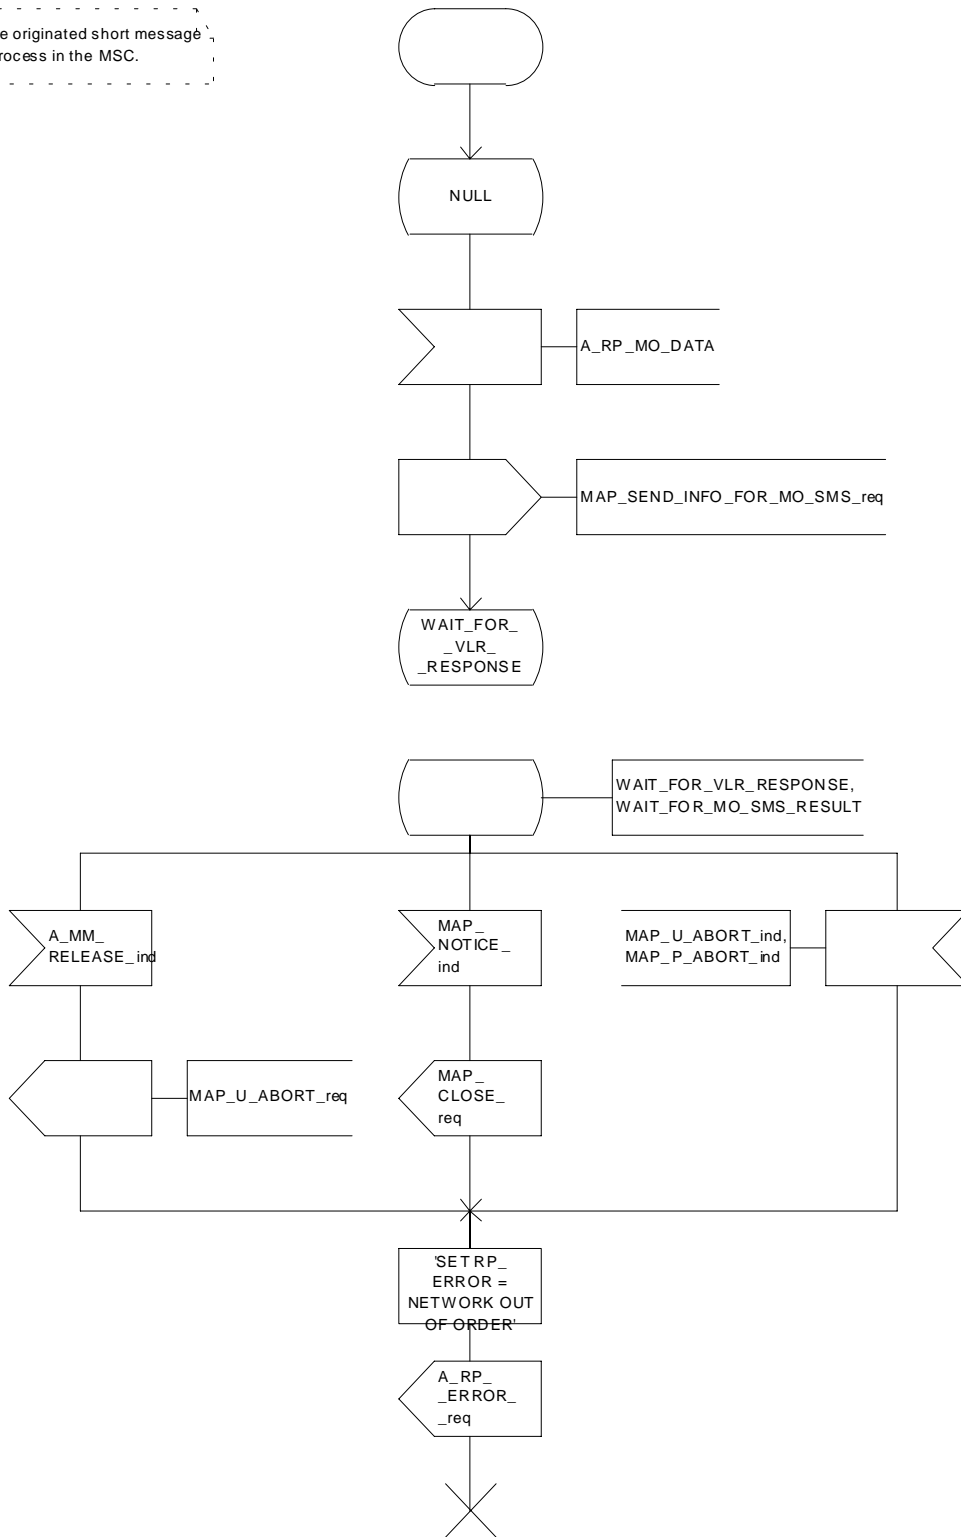 e originated short message
rocess in the MSC.
NULL
A_RP_MO_DATA
MAP_SEND_INFO_FOR_MO_SMS_req
WAIT_FOR_
_VLR_
_RESPONSE
WAIT_FOR_VLR_RESPONSE,
WAIT_FOR_MO_SMS_RESULT
A_MM_
RELEASE_ind
MAP_
NOTICE_
ind
MAP_U_ABORT_ind,
MAP_P_ABORT_ind
MAP_U_ABORT_req
MAP_
CLOSE_
req
'SET RP_
ERROR =
NETWORK OUT
OF ORDER'
A_RP_
_ERROR_
_req